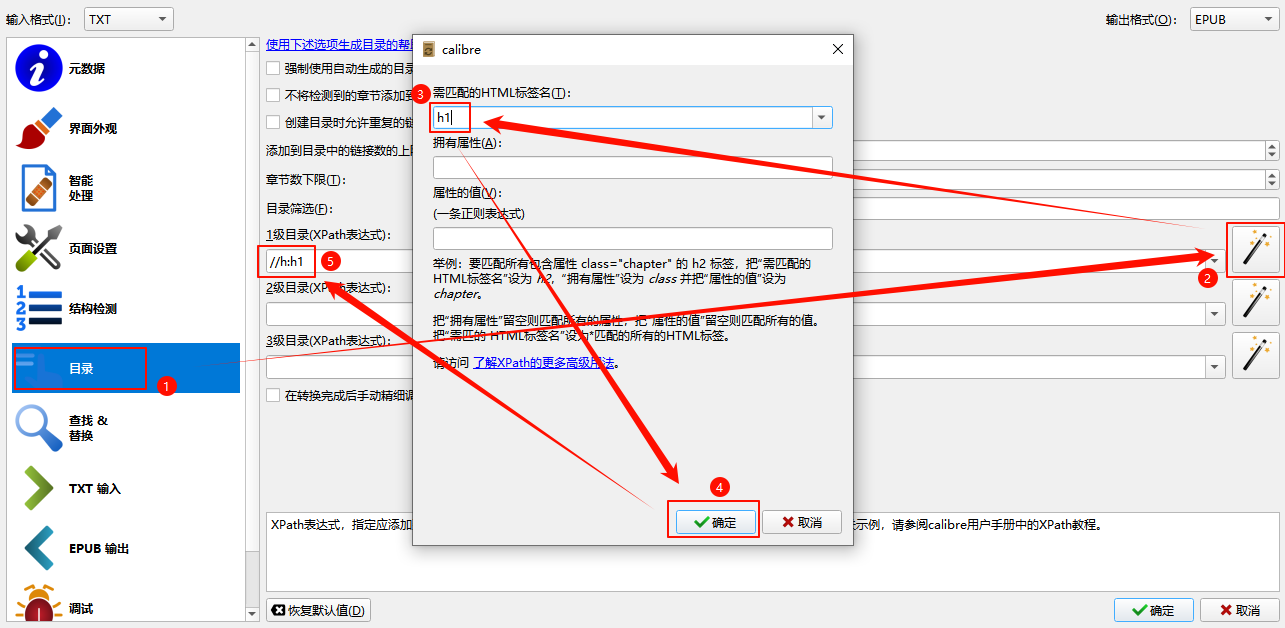 输入格式(I)： TXT
输出格式(O)： EPUB
元数据
界面外观
智能
处理
页面设置
结构检测
目录
1
查找 &
替换
TXT 输入
EPUB 输出
调试
使用下述选项生成目录的帮
强制使用自动生成的目录
不将检测到的章节添加到
创建目录时允许重复的链
添加到目录中的链接数的上
章节数下限(T)：
目录筛选(F)：
1级目录(XPath表达式)：
//h:h1
5
2
2级目录(XPath表达式)：
3级目录(XPath表达式)：
在转换完成后手动精细调
calibre
3
需匹配的HTML标签名(T)：
h1
拥有属性(A)：
属性的值(V)：
(一条正则表达式)
举例：要匹配所有包含属性 class="chapter" 的 h2 标签，把“需匹配的
HTML标签名”设为 h2，“拥有属性”设为 class 并把“属性的值”设为
chapter。
把“拥有属性”留空则匹配所有的属性，把“属性的值”留空则匹配所有的值。
把“需匹的 HTML标签名”设为*匹配的所有的HTML标签。
请访问 了解XPath的更多高级用法。
4
确定
取消
XPath表达式，指定应添加
示例，请参阅calibre用户手册中的XPath教程。
恢复默认值(D)
确定
取消